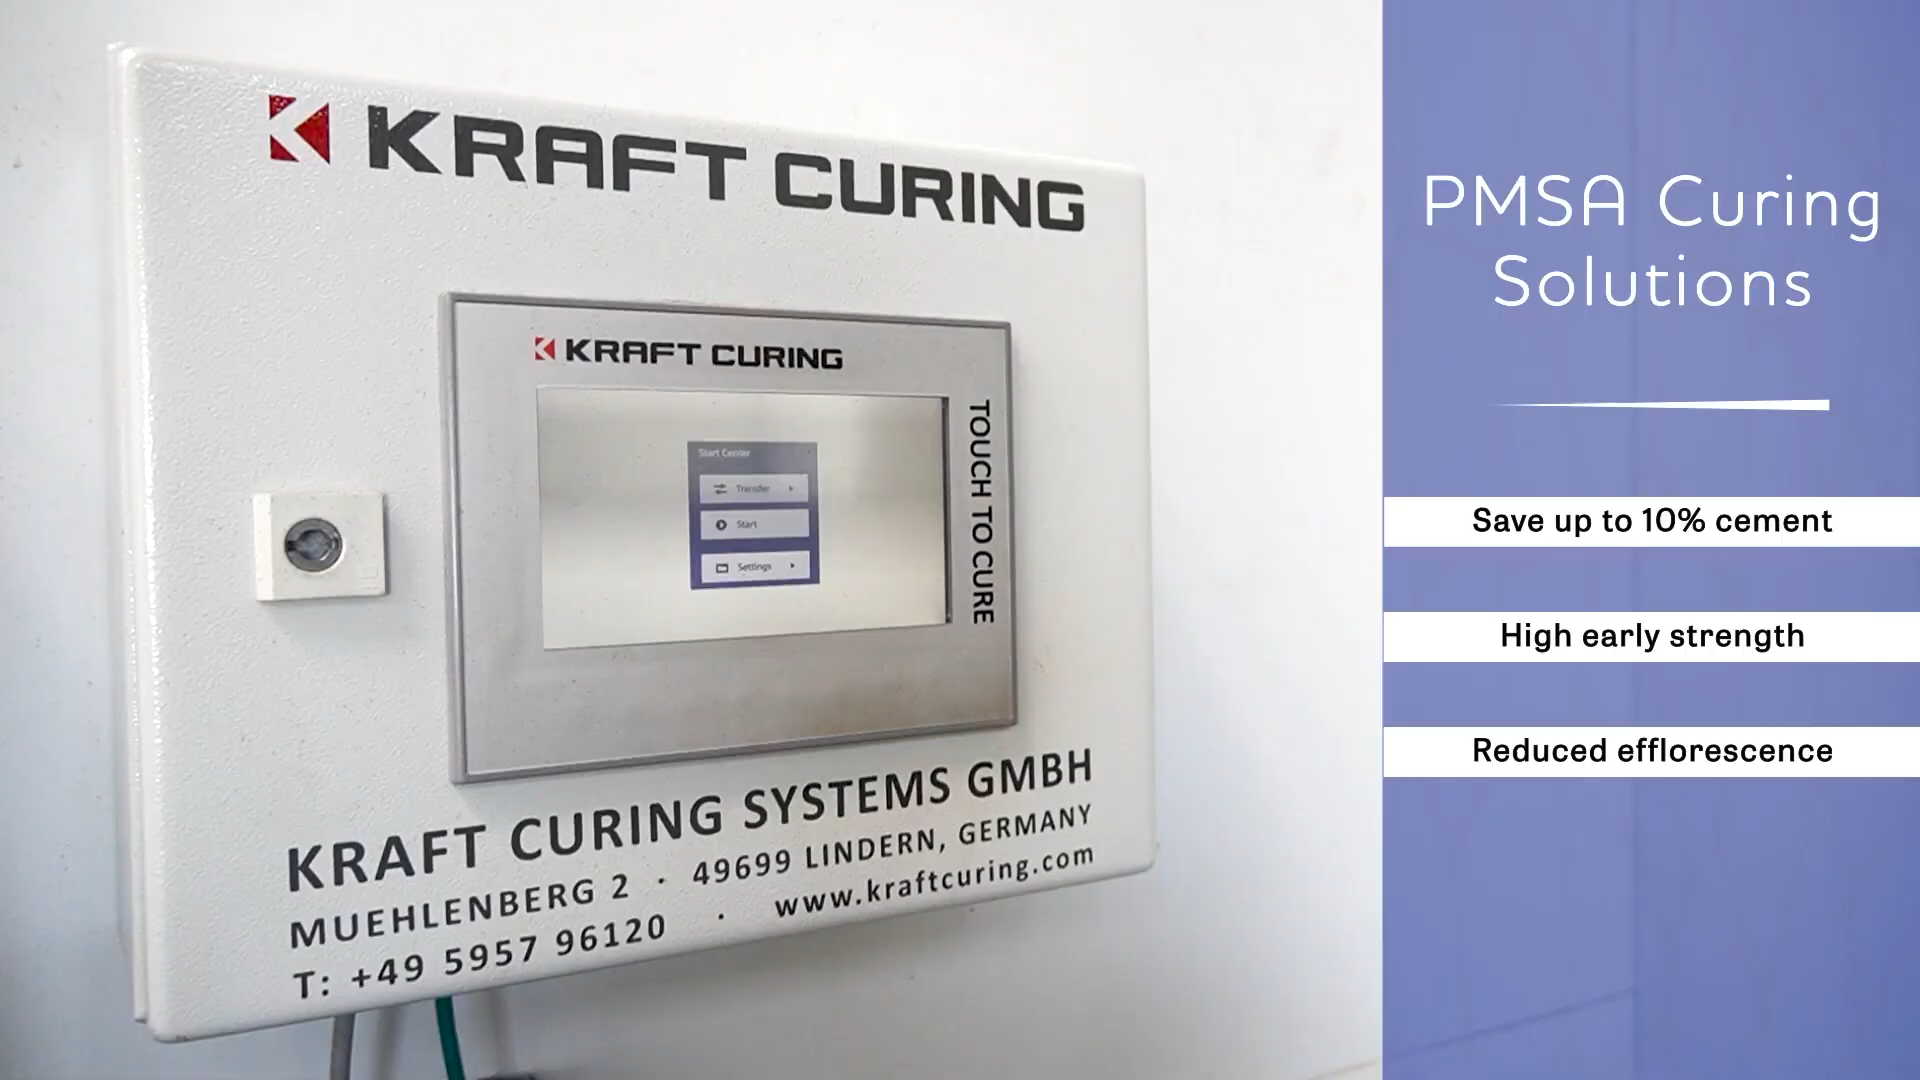 KRAFT CURING
KRAFT CURING
TOUCH TO CURE
Start Center
Transfer
Start
Settings
KRAFT CURING SYSTEMS GMBH
MUEHLENBERG 2 · 49699 LINDERN, GERMANY
T: +49 5957 96120 · www.kraftcuring.com
PMSA Curing
Solutions
Save up to 10% cement
High early strength
Reduced efflorescence